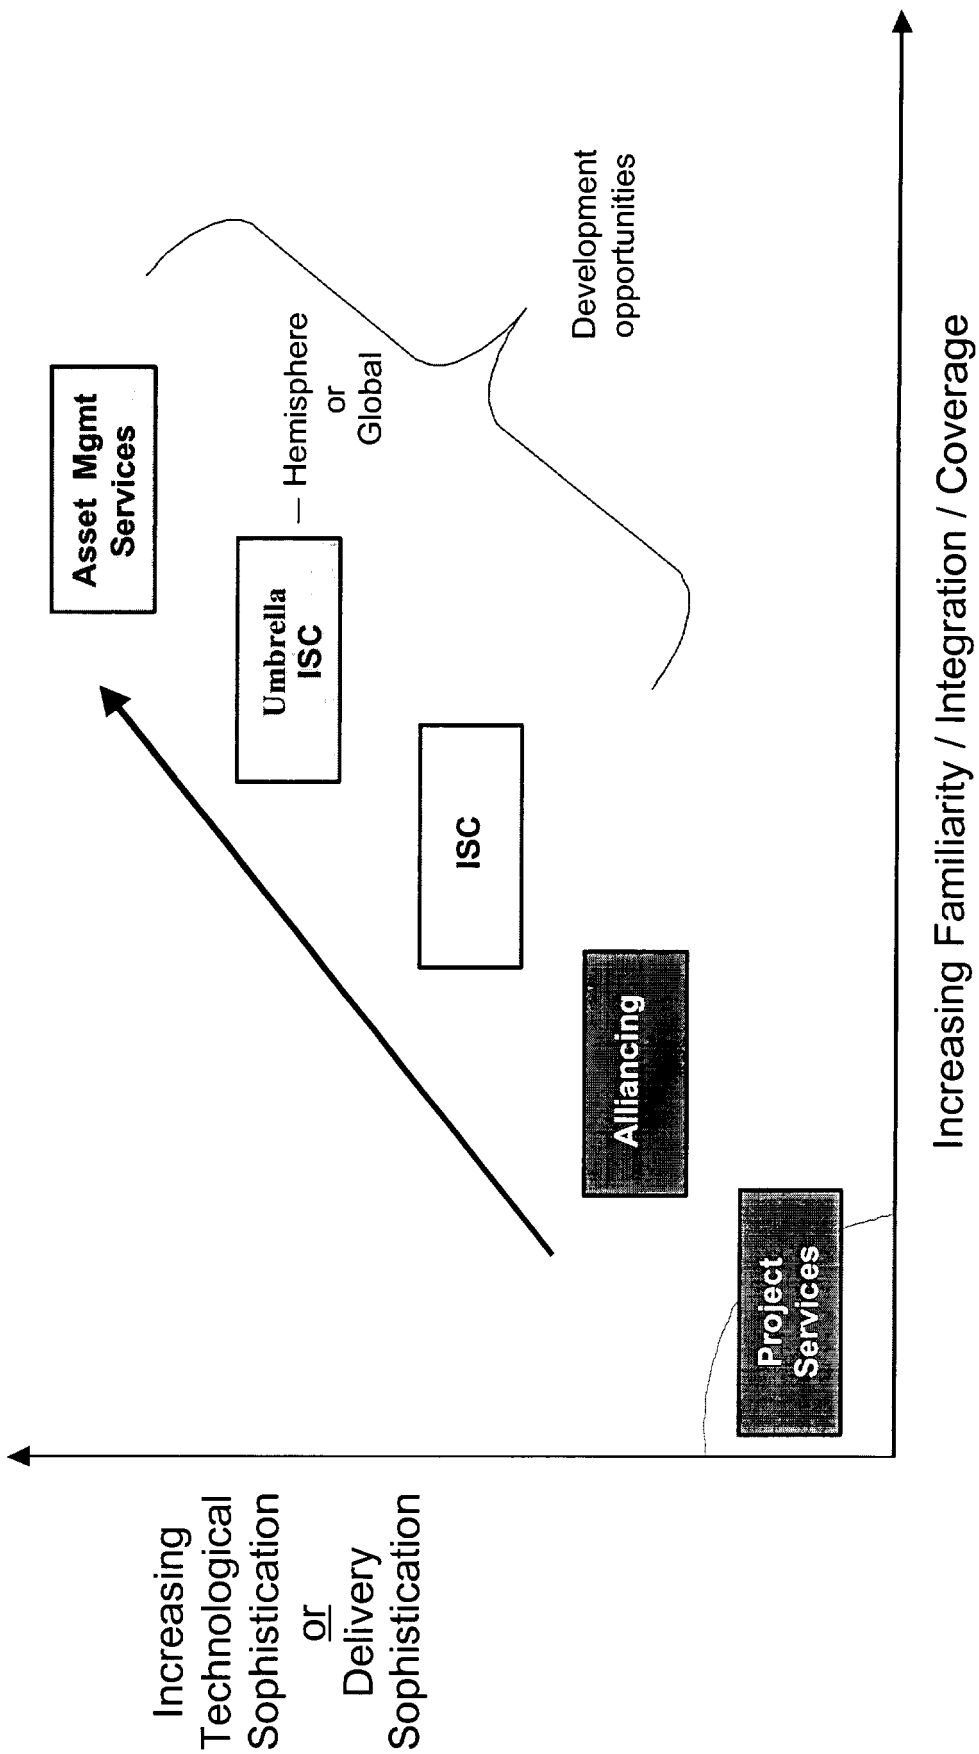 Increasing
Technological
Sophistication
or
Delivery
Sophistication
Asset Mgmt
Services
Umbrella
ISC
— Hemisphere
or
Global
ISC
Alliancing
Project
Services
Development
opportunities
Increasing Familiarity / Integration / Coverage